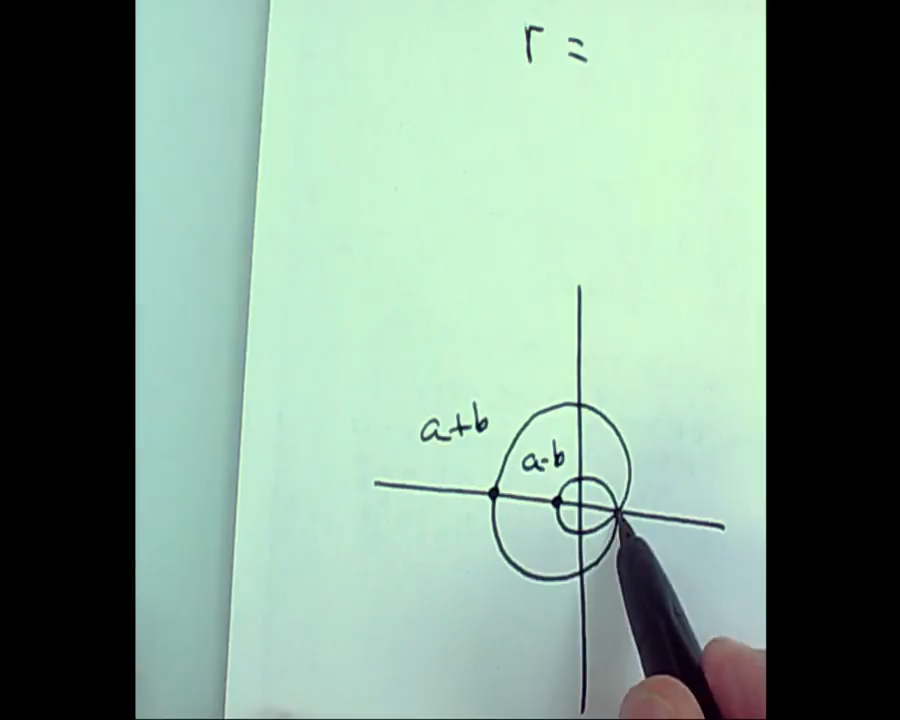 r =
a+b
a-b